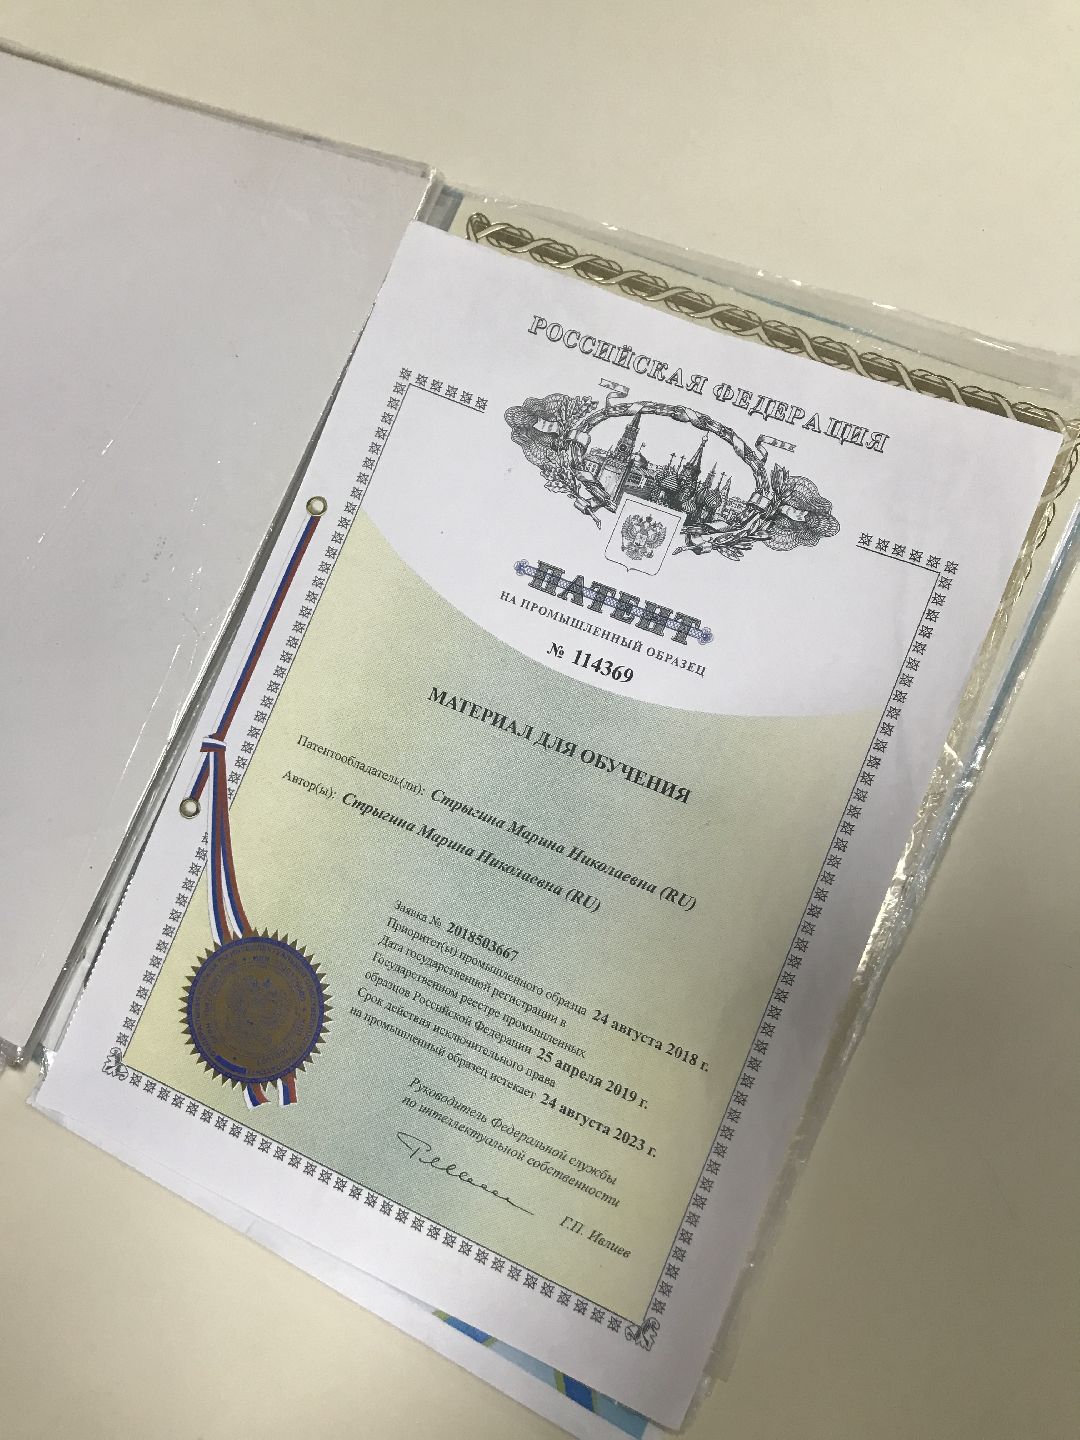 РОССИЙСКАЯ ФЕДЕРАЦИЯ
ПАТЕНТ
НА ПРОМЫШЛЕННЫЙ ОБРАЗЕЦ
№ 114369
МАТЕРИАЛ ДЛЯ ОБУЧЕНИЯ
Патентообладатель(ли): Стрыгина Марина Николаевна (RU)
Автор(ы): Стрыгина Марина Николаевна (RU)
Заявка № 2018503667
Приоритет(ы) промышленного образца 24 августа 2018 г.
Дата государственной регистрации в
Государственном реестре промышленных
образцов Российской Федерации 25 апреля 2019 г.
Срок действия исключительного права
на промышленный образец истекает 24 августа 2023 г.
Руководитель Федеральной службы
по интеллектуальной собственности
Г.П. Ивлиев